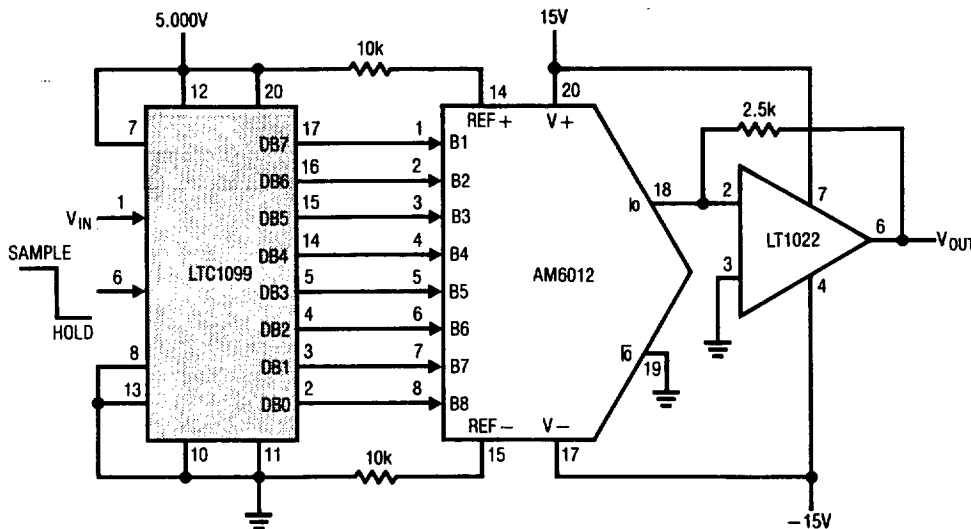 5.000V
15V
10k
12
20
14
20
REF+
V+
2.5k
7
DB7
17
1
B1
DB6
16
2
B2
1
VIN
DB5
15
3
B3
18
IO
2
7
SAMPLE
DB4
14
4
B4
LT1022
6
VOUT
LTC1099
AM6012
6
DB3
5
5
B5
3
4
HOLD
DB2
4
6
B6
8
DB1
3
7
B7
IO
19
13
DB0
2
8
B8
REF−
V−
10
11
10k
15
17
−15V